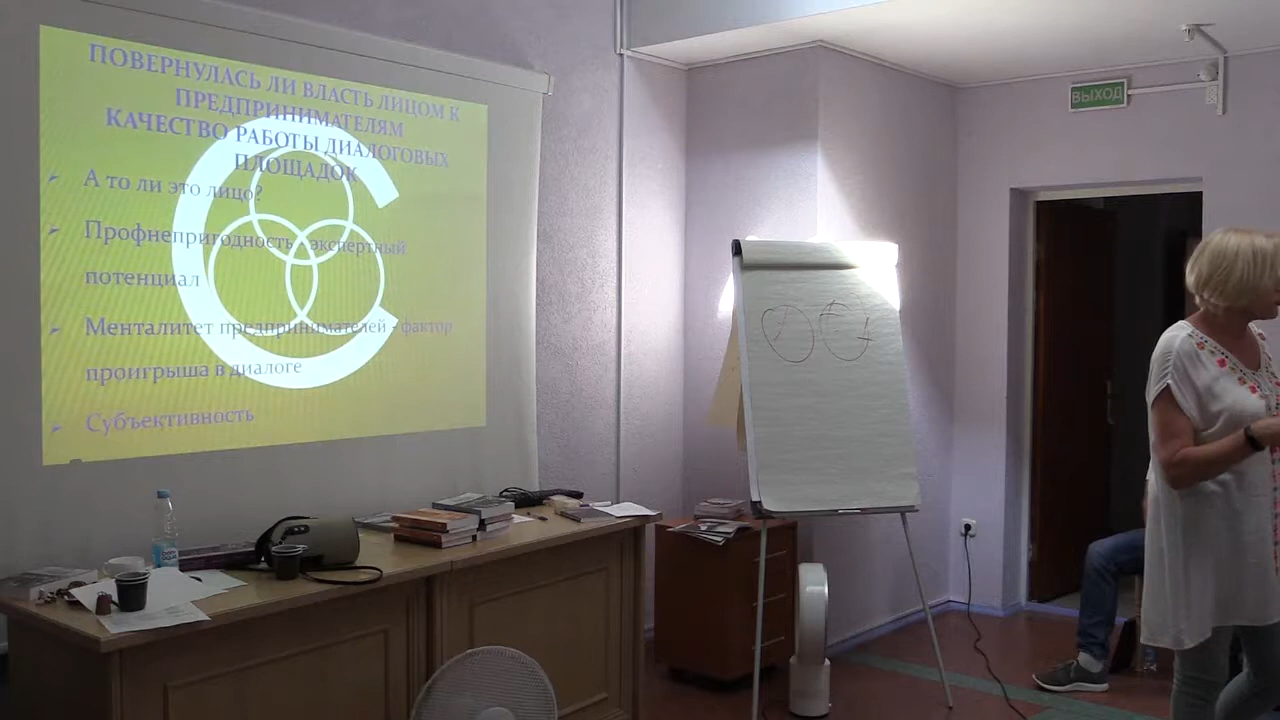 ПОВЕРНУЛАСЬ ЛИ ВЛАСТЬ ЛИЦОМ К
ПРЕДПРИНИМАТЕЛЯМ
КАЧЕСТВО РАБОТЫ ДИАЛОГОВЫХ
ПЛОЩАДОК
А то ли это лицо?
Профнепригодность - экспертный
потенциал
Менталитет предпринимателей - фактор
проигрыша в диалоге
Субъективность
ВЫХОД